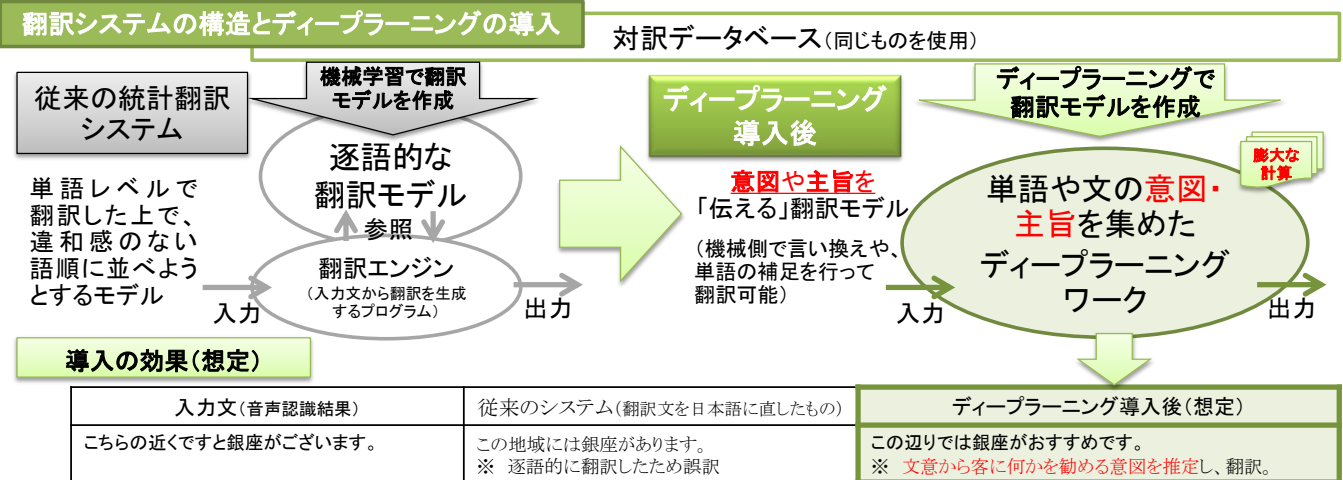 翻訳システムの構造とディープラーニングの導入
対訳データベース(同じものを使用)
従来の統計翻訳
システム
機械学習で翻訳
モデルを作成
逐語的な
翻訳モデル
参照
翻訳エンジン
(入力文から翻訳を生成
するプログラム)
単語レベルで
翻訳した上で、
違和感のない
語順に並べよう
とするモデル
入力
出力
ディープラーニング
導入後
意図や主旨を
「伝える」翻訳モデル
(機械側で言い換えや、
単語の補足を行って
翻訳可能)
ディープラーニングで
翻訳モデルを作成
膨大な
計算
単語や文の意図・
主旨を集めた
ディープラーニング
ワーク
入力
出力
導入の効果(想定)
入力文(音声認識結果)
従来のシステム(翻訳文を日本語に直したもの)
ディープラーニング導入後(想定)
こちらの近くですと銀座がございます。
この地域には銀座があります。
※ 逐語的に翻訳したため誤訳
この辺りでは銀座がおすすめです。
※ 文意から客に何かを勧める意図を推定し、翻訳。